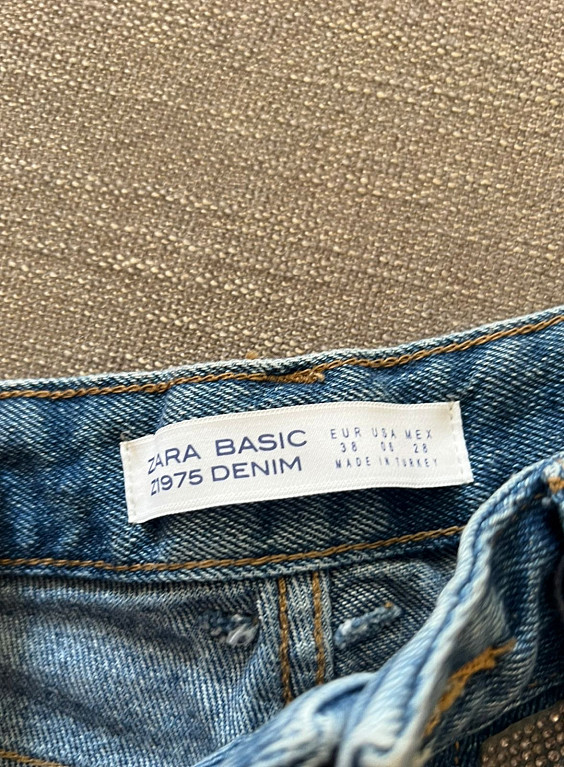 ZARA BASIC
Z1975 DENIM
EUR USA MEX
38 06 28
MADE IN TURKEY